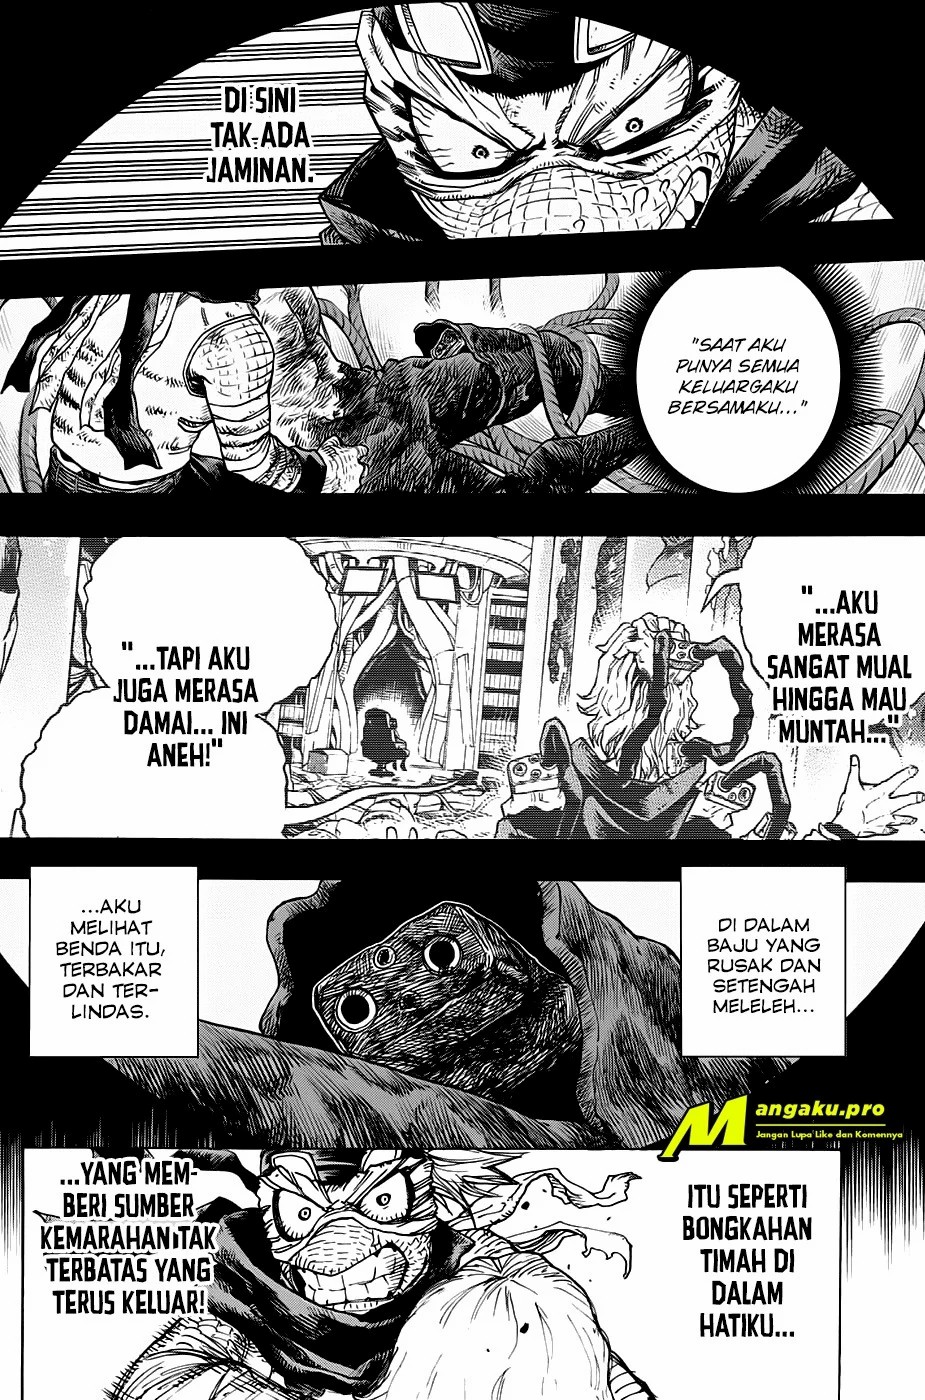 DI SINI
TAK ADA
JAMINAN.
"SAAT AKU
PUNYA SEMUA
KELUARGAKU
BERSAMAKU..."
"...AKU
MERASA
SANGAT MUAL
HINGGA MAU
MUNTAH..."
"...TAPI AKU
JUGA MERASA
DAMAI... INI
ANEH!"
DI DALAM
BAJU YANG
RUSAK DAN
SETENGAH
MELELEH...
...AKU
MELIHAT
BENDA ITU,
TERBAKAR
DAN TER-
LINDAS.
Mangaku.pro
Jangan Lupa Like dan Komennya
ITU SEPERTI
BONGKAHAN
TIMAH DI
DALAM
HATIKU...
...YANG MEM-
BERI SUMBER
KEMARAHAN TAK
TERBATAS YANG
TERUS KELUAR!